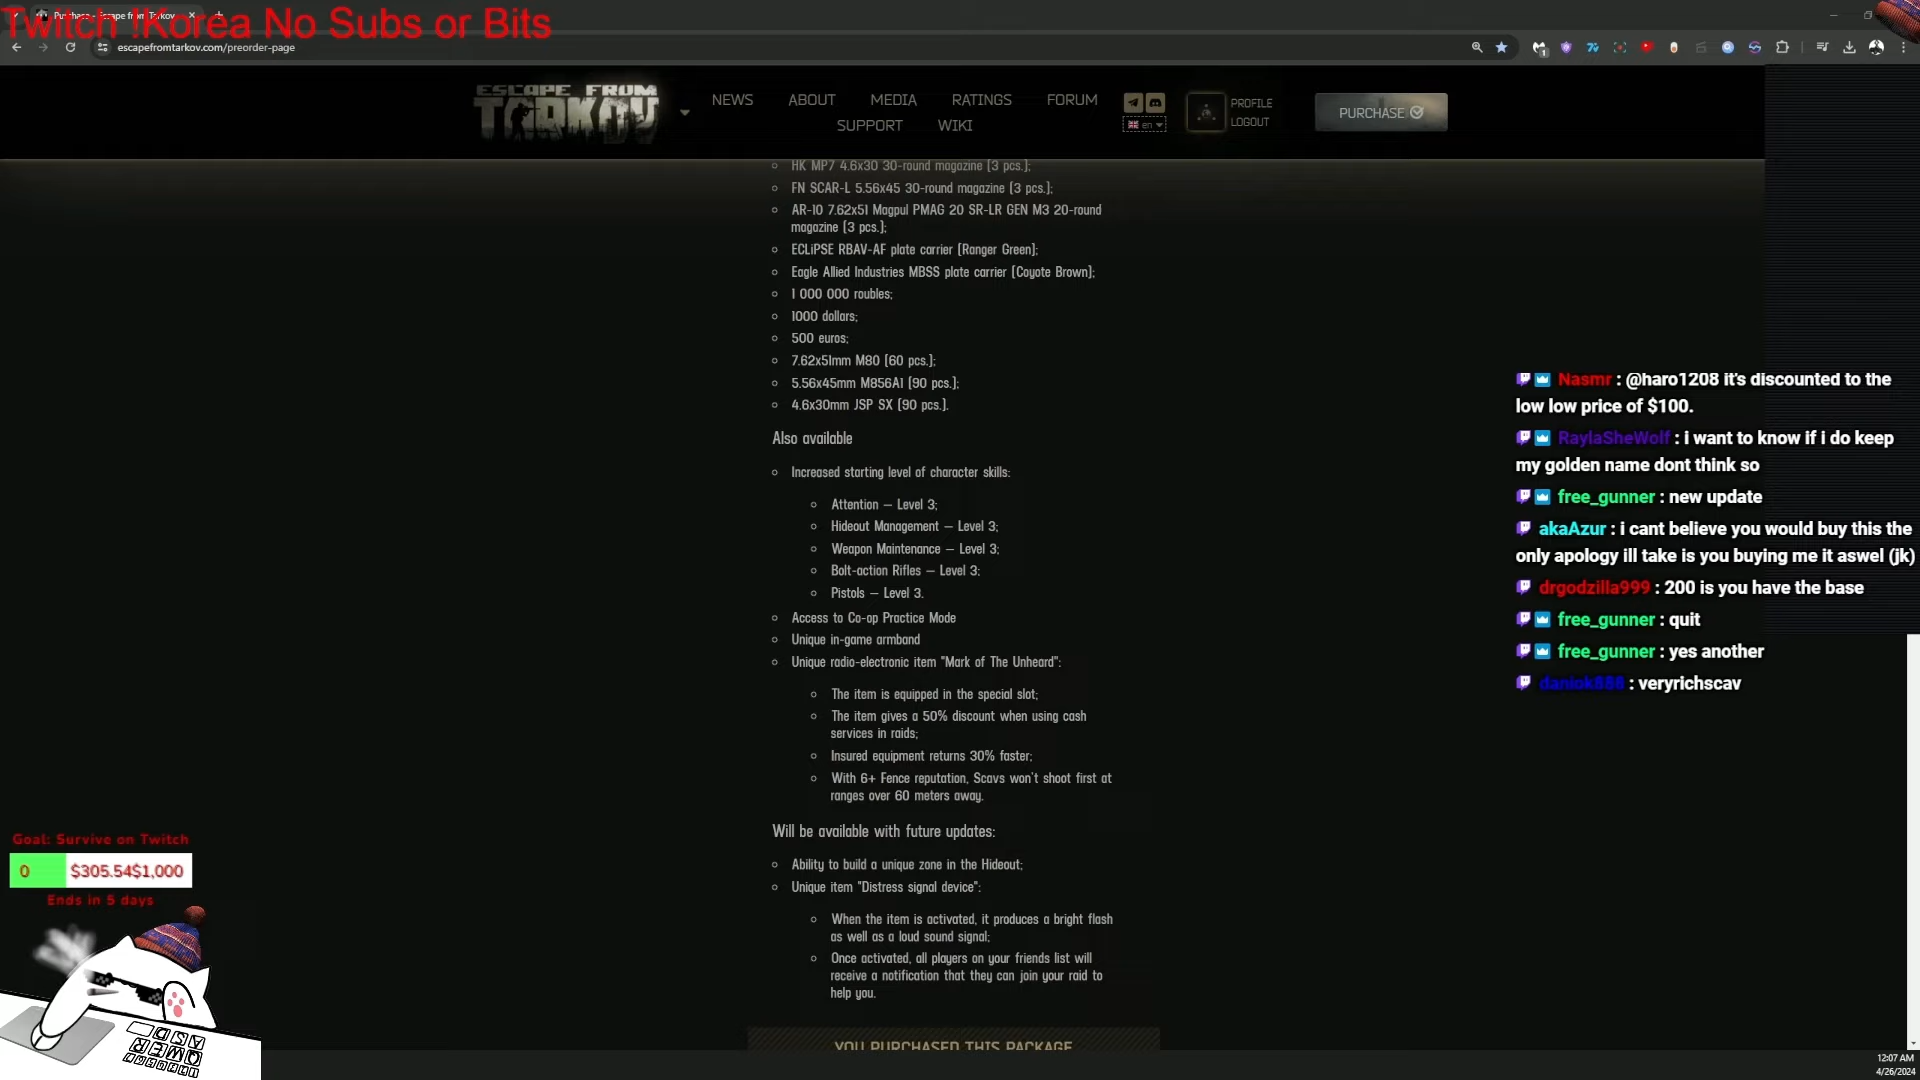 Purchase - Escape from Tarkov
Twitch !Korea No Subs or Bits
escapefromtarkov.com/preorder-page
ESCAPE FROM
TARKOV
NEWS ABOUT MEDIA RATINGS FORUM
SUPPORT WIKI
en
PROFILE
LOGOUT
PURCHASE
HK MP7 4.6x30 30-round magazine (3 pcs.);
FN SCAR-L 5.56x45 30-round magazine (3 pcs.);
AR-10 7.62x51 Magpul PMAG 20 SR-LR GEN M3 20-round
magazine (3 pcs.);
ECLiPSE RBAV-AF plate carrier (Ranger Green);
Eagle Allied Industries MBSS plate carrier (Coyote Brown);
1 000 000 roubles;
1000 dollars;
500 euros;
7.62x51mm M80 (60 pcs.);
5.56x45mm M856A1 (90 pcs.);
4.6x30mm JSP SX (90 pcs.).
Also available
Increased starting level of character skills:
Attention – Level 3;
Hideout Management – Level 3;
Weapon Maintenance – Level 3;
Bolt-action Rifles – Level 3;
Pistols – Level 3.
Access to Co-op Practice Mode
Unique in-game armband
Unique radio-electronic item "Mark of The Unheard":
The item is equipped in the special slot;
The item gives a 50% discount when using cash
services in raids;
Insured equipment returns 30% faster;
With 6+ Fence reputation, Scavs won't shoot first at
ranges over 60 meters away.
Will be available with future updates:
Ability to build a unique zone in the Hideout;
Unique item "Distress signal device":
When the item is activated, it produces a bright flash
as well as a loud sound signal;
Once activated, all players on your friends list will
receive a notification that they can join your raid to
help you.
YOU PURCHASED THIS PACKAGE
Nasmr : @haro1208 it's discounted to the
low low price of $100.
RaylaSheWolf : i want to know if i do keep
my golden name dont think so
free_gunner : new update
akaAzur : i cant believe you would buy this the
only apology ill take is you buying me it aswel (jk)
drgodzilla999 : 200 is you have the base
free_gunner : quit
free_gunner : yes another
daniok888 : veryrichscav
Goal: Survive on Twitch
0 $305.54$1,000
Ends in 5 days
12:07 AM
4/26/2024